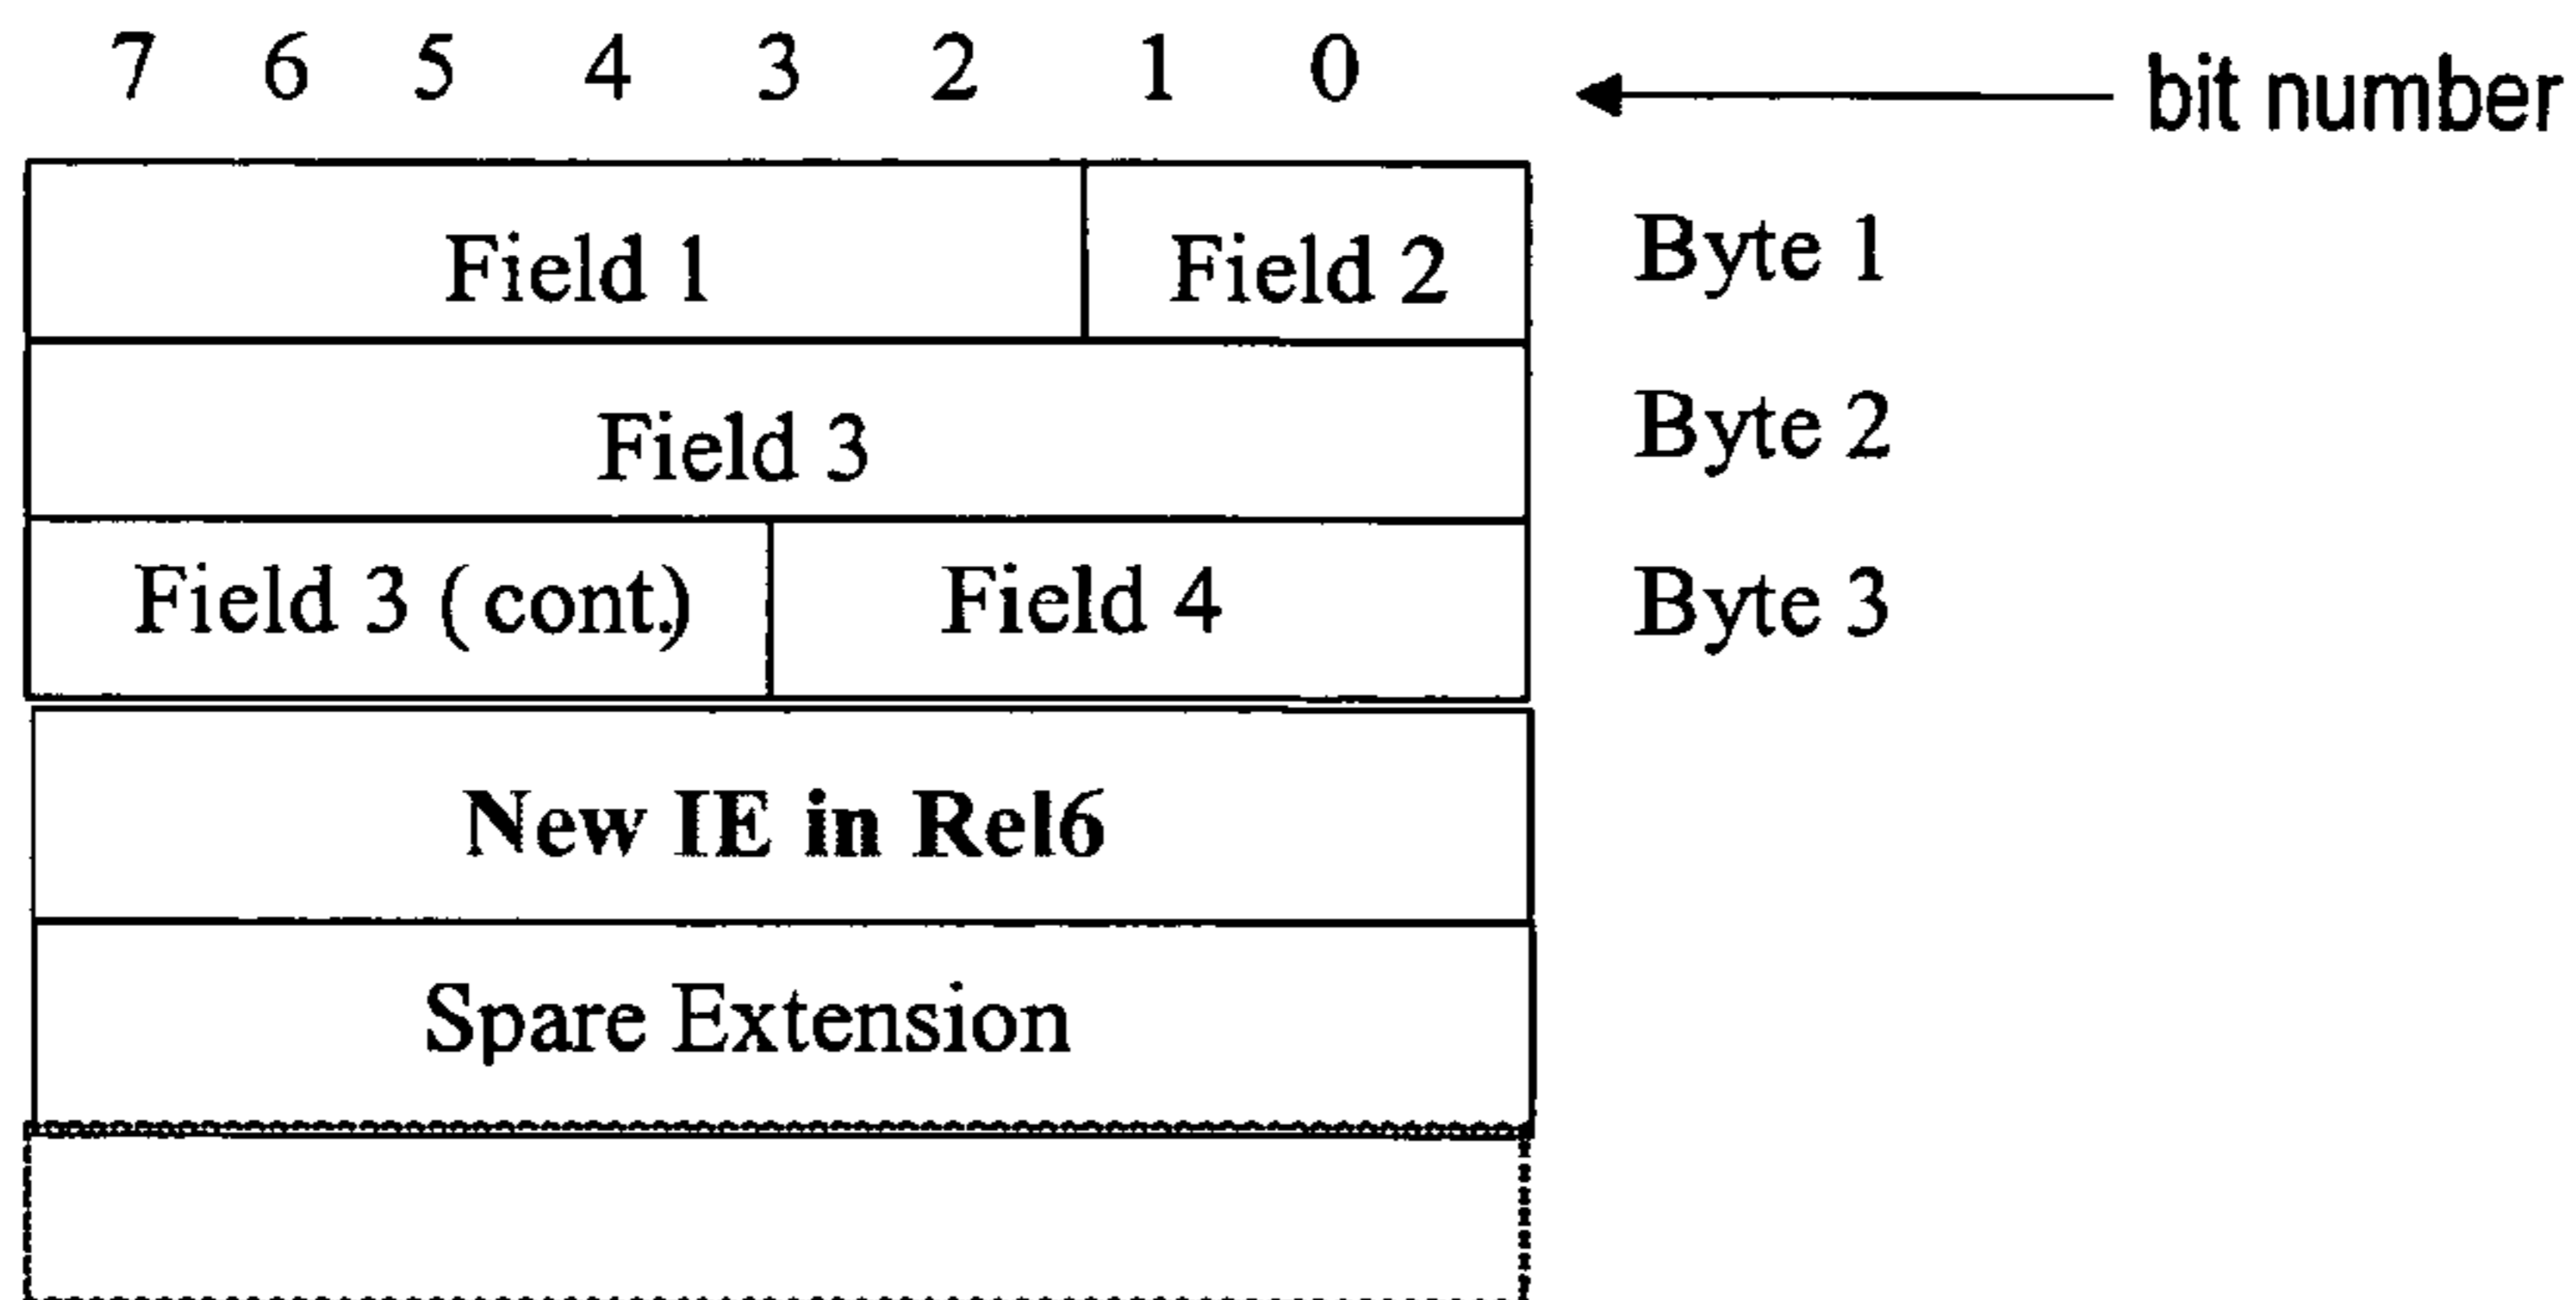 7 6 5 4 3 2 1 0 bit number
Field 1 Field 2 Byte 1
Field 3 Byte 2
Field 3 (cont.) Field 4 Byte 3
New IE in Rel6
Spare Extension